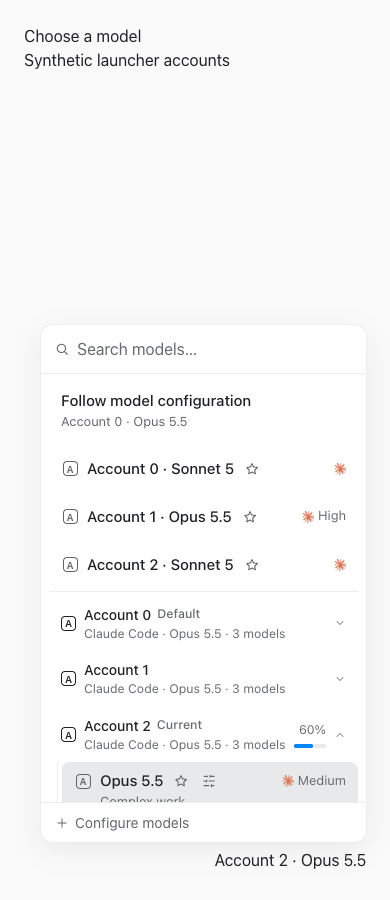 Choose a model
Synthetic launcher accounts
Search models...
Follow model configuration
Account 0 · Opus 5.5
A Account 0 · Sonnet 5
A Account 1 · Opus 5.5 High
A Account 2 · Sonnet 5
A Account 0 Default
Claude Code · Opus 5.5 · 3 models
A Account 1
Claude Code · Opus 5.5 · 3 models
A Account 2 Current 60%
Claude Code · Opus 5.5 · 3 models
A Opus 5.5 Medium
Complex work
+ Configure models
Account 2 · Opus 5.5